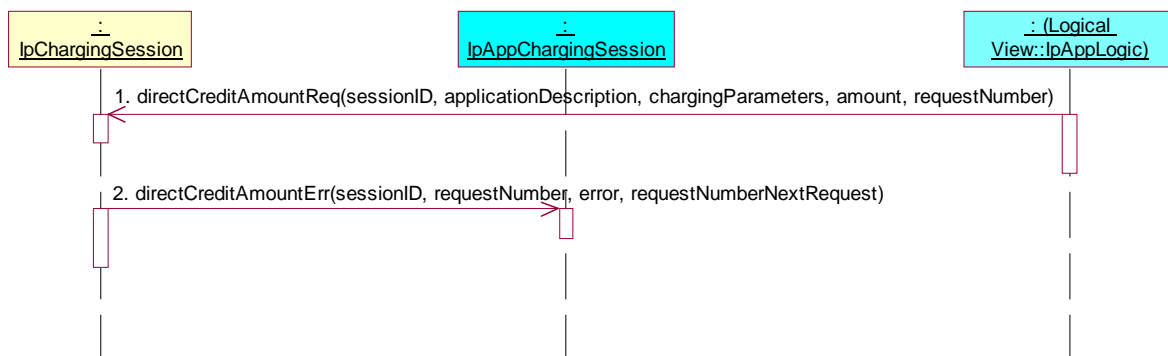 :
IpChargingSession
:
IpAppChargingSession
: (Logical
View::IpAppLogic)
1. directCreditAmountReq(sessionID, applicationDescription, chargingParameters, amount, requestNumber)
2. directCreditAmountErr(sessionID, requestNumber, error, requestNumberNextRequest)